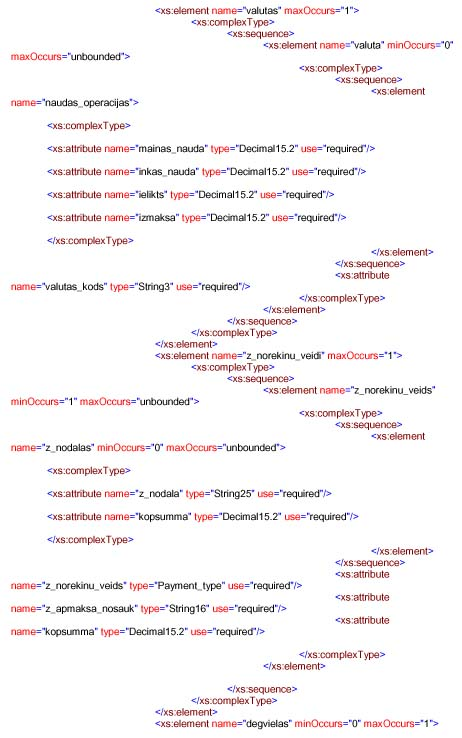 <xs:element name="valutas" maxOccurs="1">
<xs:complexType>
<xs:sequence>
<xs:element name="valuta" minOccurs="0"
maxOccurs="unbounded">
<xs:complexType>
<xs:sequence>
<xs:element
name="naudas_operacijas">
<xs:complexType>
<xs:attribute name="mainas_nauda" type="Decimal15.2" use="required"/>
<xs:attribute name="inkas_nauda" type="Decimal15.2" use="required"/>
<xs:attribute name="ielikts" type="Decimal15.2" use="required"/>
<xs:attribute name="izmaksa" type="Decimal15.2" use="required"/>
</xs:complexType>
</xs:element>
</xs:sequence>
<xs:attribute
name="valutas_kods" type="String3" use="required"/>
</xs:complexType>
</xs:element>
</xs:sequence>
</xs:complexType>
</xs:element>
<xs:element name="z_norekinu_veidi" maxOccurs="1">
<xs:complexType>
<xs:sequence>
<xs:element name="z_norekinu_veids"
minOccurs="1" maxOccurs="unbounded">
<xs:complexType>
<xs:sequence>
<xs:element
name="z_nodalas" minOccurs="0" maxOccurs="unbounded">
<xs:complexType>
<xs:attribute name="z_nodala" type="String25" use="required"/>
<xs:attribute name="kopsumma" type="Decimal15.2" use="required"/>
</xs:complexType>
</xs:element>
</xs:sequence>
<xs:attribute
name="z_norekinu_veids" type="Payment_type" use="required"/>
<xs:attribute
name="z_apmaksa_nosauk" type="String16" use="required"/>
<xs:attribute
name="kopsumma" type="Decimal15.2" use="required"/>
</xs:complexType>
</xs:element>
</xs:sequence>
</xs:complexType>
</xs:element>
<xs:element name="degvielas" minOccurs="0" maxOccurs="1">